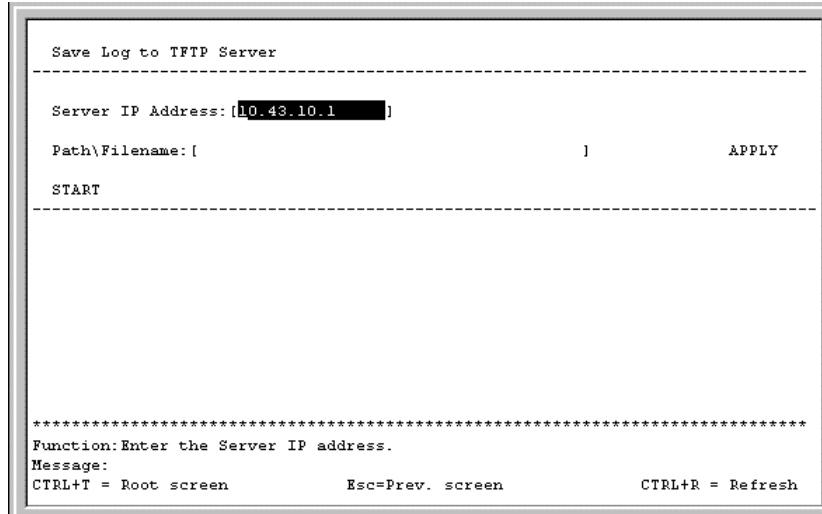 Save Log to TFTP Server
--------------------------------------------------------------------------------
Server IP Address:[10.43.10.1     ]
Path\Filename:[                                        ]              APPLY
START
--------------------------------------------------------------------------------
********************************************************************************
Function:Enter the Server IP address.
Message:
CTRL+T = Root screen            Esc=Prev. screen              CTRL+R = Refresh